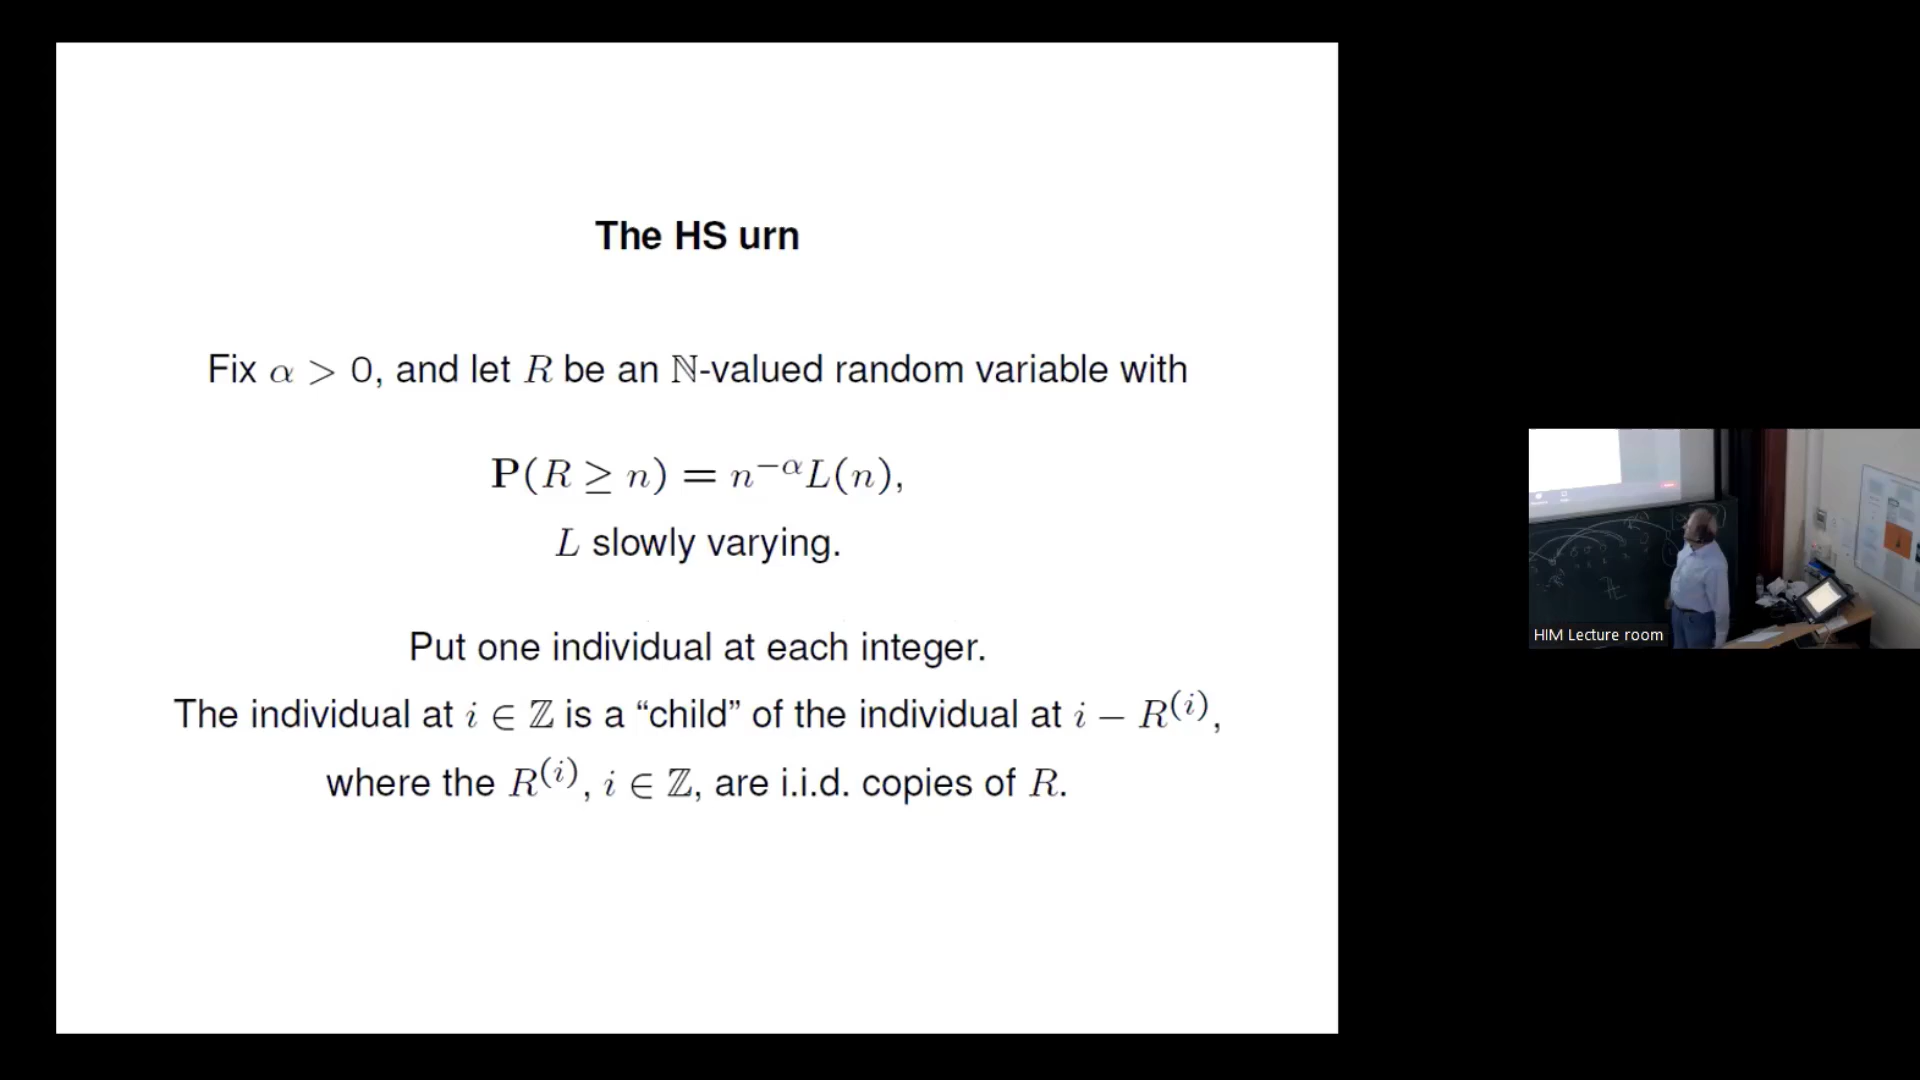 The HS urn
Fix α > 0, and let R be an ℕ-valued random variable with
P(R ≥ n) = n^{−α}L(n),
L slowly varying.
Put one individual at each integer.
The individual at i ∈ ℤ is a “child” of the individual at i − R^{(i)},
where the R^{(i)}, i ∈ ℤ, are i.i.d. copies of R.
HIM Lecture room